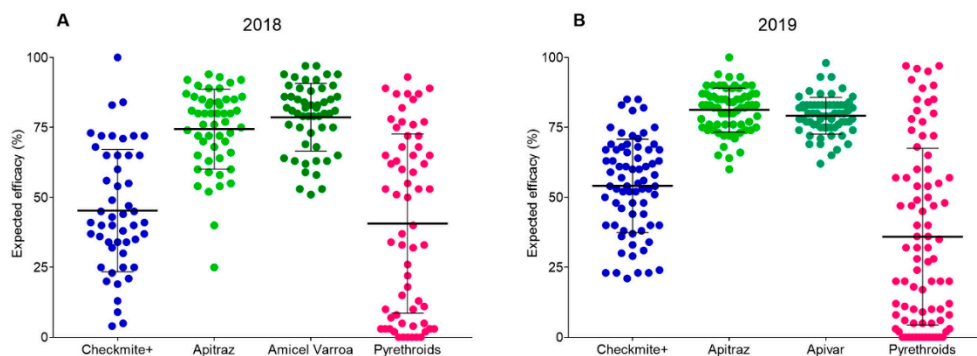 A
2018
Expected efficacy (%)
100
75
50
25
0
Checkmite+ Apitraz Amicel Varroa Pyrethroids
B
2019
Expected efficacy (%)
100
75
50
25
0
Checkmite+ Apitraz Apivar Pyrethroids